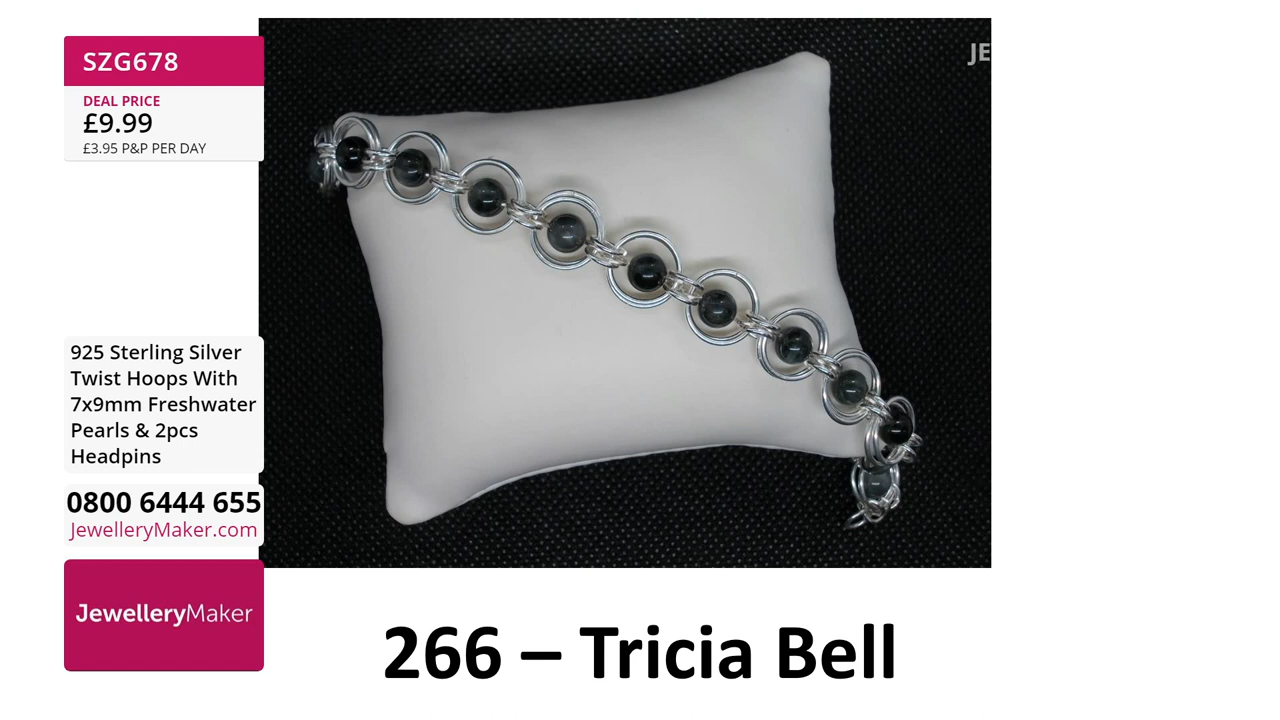 SZG678
DEAL PRICE
£9.99
£3.95 P&P PER DAY
JE
925 Sterling Silver
Twist Hoops With
7x9mm Freshwater
Pearls & 2pcs
Headpins
0800 6444 655
JewelleryMaker.com
JewelleryMaker
266 – Tricia Bell